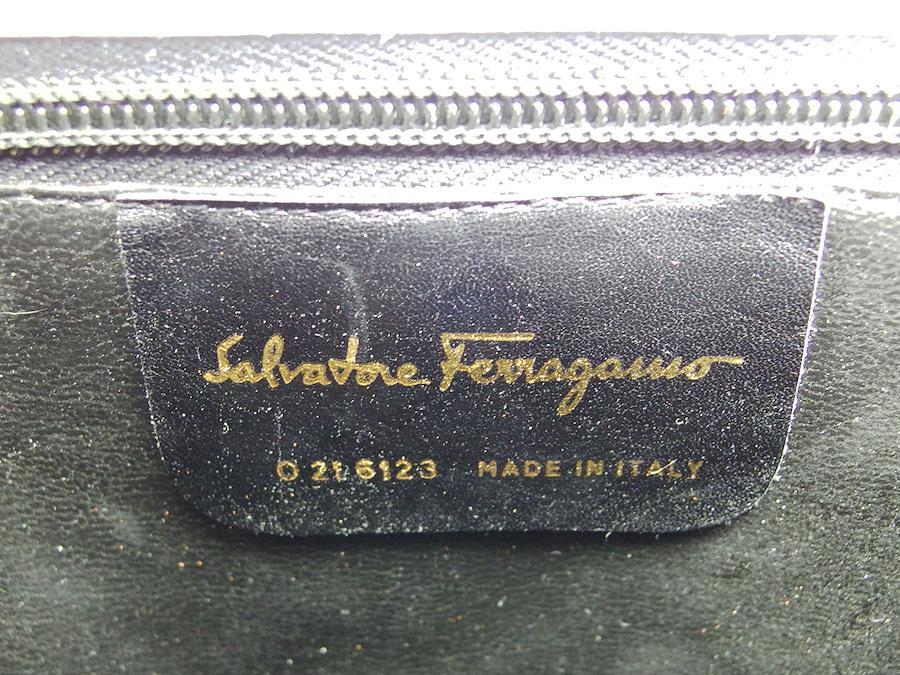 Salvatore Ferragamo
O 21 6123 MADE IN ITALY